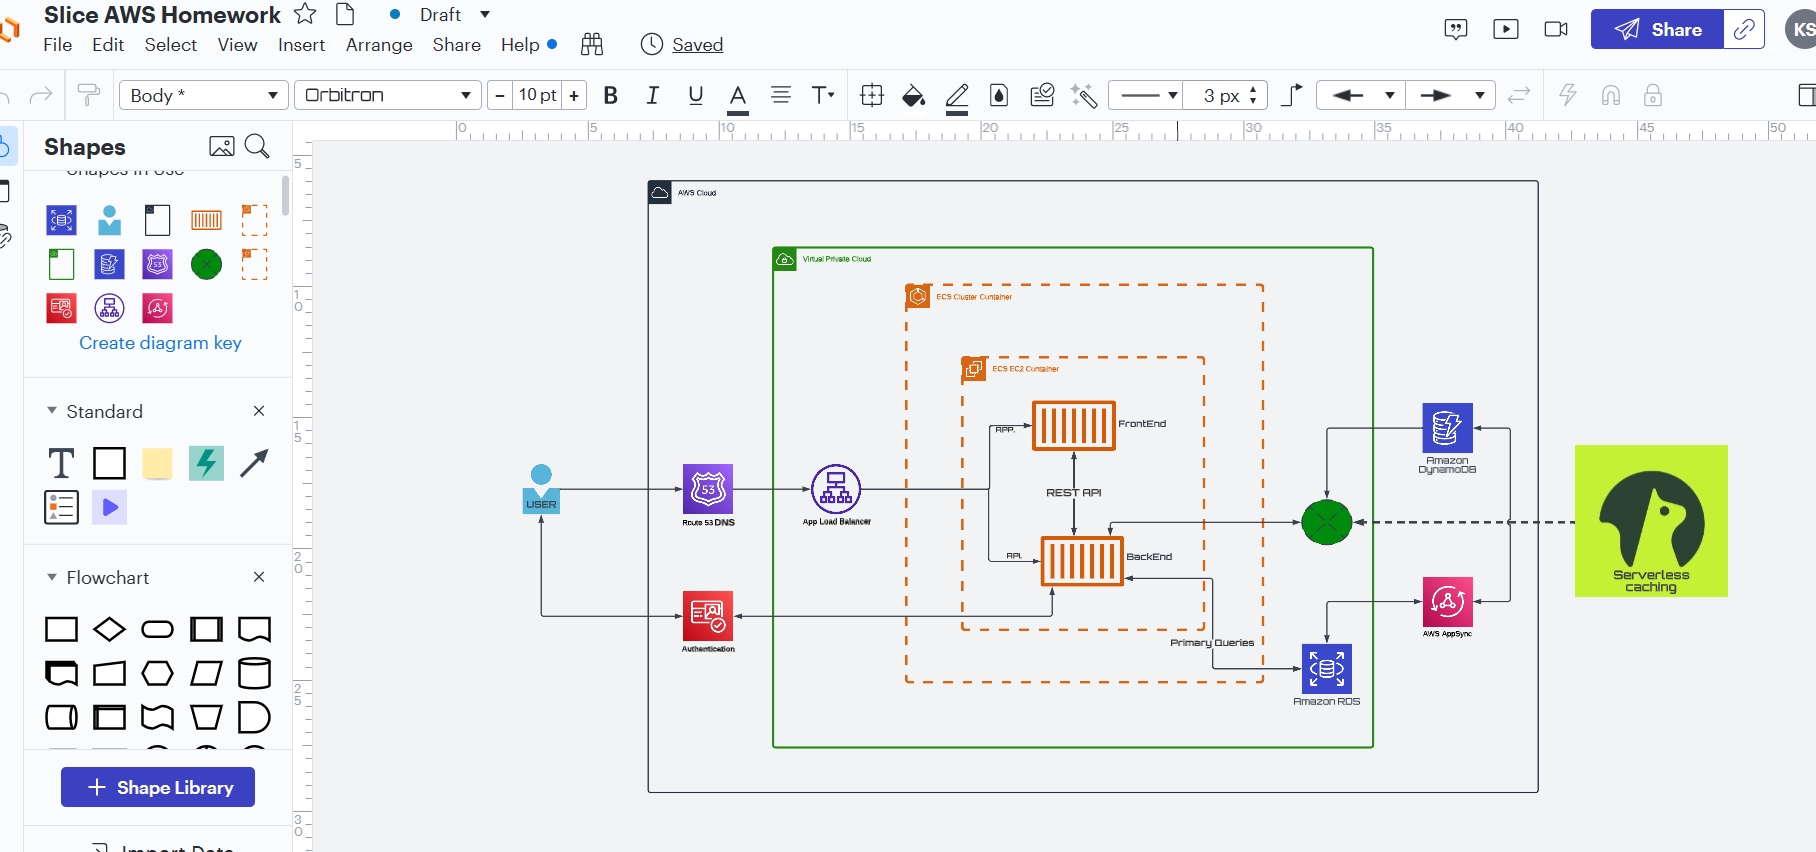 Slice AWS Homework
Draft
File Edit Select View Insert Arrange Share Help
Saved
Share
KS
Body *
Orbitron
10 pt
B I U A T
3 px
Shapes
Shapes in Use
Create diagram key
Standard
T
Flowchart
Shape Library
Import Data
0 5 10 15 20 25 30 35 40 45 50
5
10
15
20
25
30
AWS Cloud
Virtual Private Cloud
ECS Cluster Container
ECS EC2 Container
APP.
FrontEnd
REST API
API.
BackEnd
USER
53
Route 53 DNS
App Load Balancer
Authentication
Primary Queries
Amazon RDS
Amazon
DynamoDB
AWS AppSync
Serverless
caching